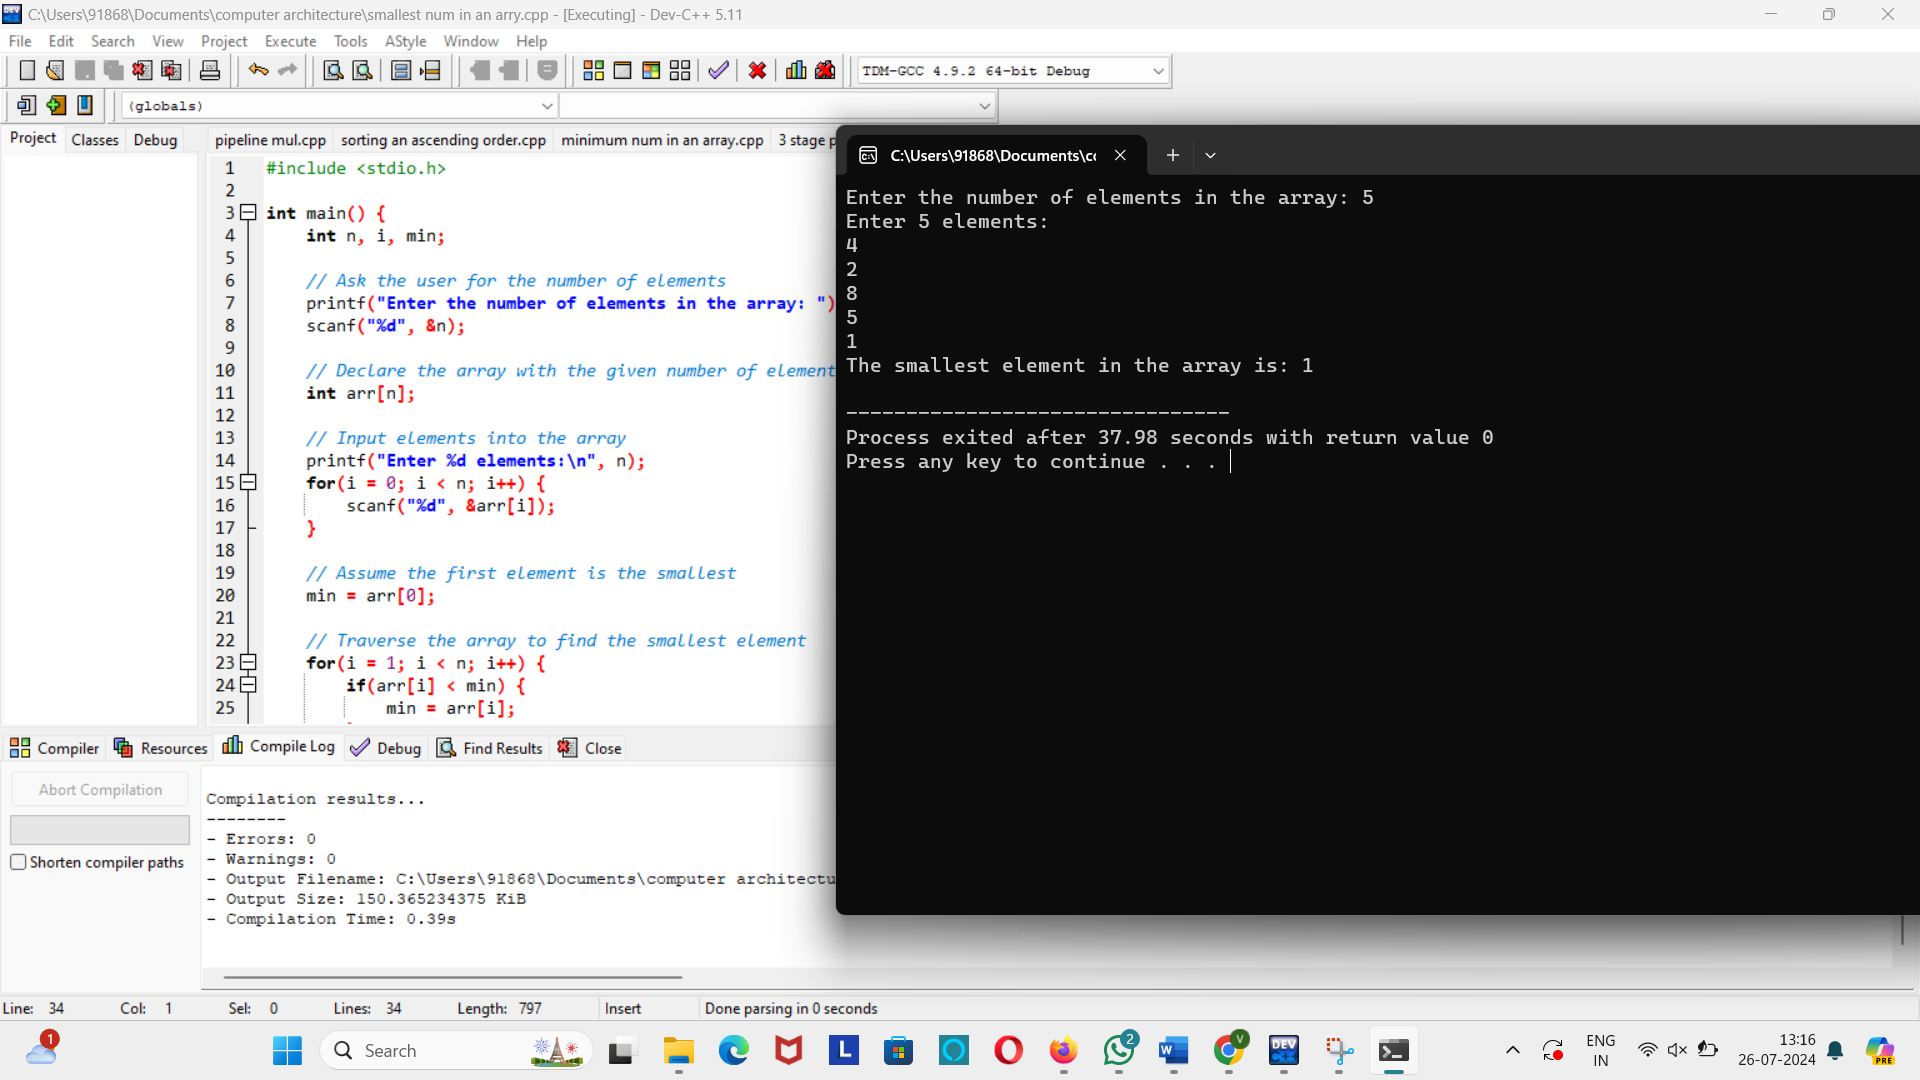 C:\Users\91868\Documents\computer architecture\smallest num in an arry.cpp - [Executing] - Dev-C++ 5.11
File Edit Search View Project Execute Tools AStyle Window Help
TDM-GCC 4.9.2 64-bit Debug
(globals)
Project Classes Debug
pipeline mul.cpp sorting an ascending order.cpp minimum num in an array.cpp 3 stage p
1 #include <stdio.h>
2
3 int main() {
4 int n, i, min;
5
6 // Ask the user for the number of elements
7 printf("Enter the number of elements in the array: ")
8 scanf("%d", &n);
9
10 // Declare the array with the given number of element
11 int arr[n];
12
13 // Input elements into the array
14 printf("Enter %d elements:\n", n);
15 for(i = 0; i < n; i++) {
16 scanf("%d", &arr[i]);
17 }
18
19 // Assume the first element is the smallest
20 min = arr[0];
21
22 // Traverse the array to find the smallest element
23 for(i = 1; i < n; i++) {
24 if(arr[i] < min) {
25 min = arr[i];
C:\Users\91868\Documents\co
Enter the number of elements in the array: 5
Enter 5 elements:
4
2
8
5
1
The smallest element in the array is: 1
--------------------------------
Process exited after 37.98 seconds with return value 0
Press any key to continue . . .
Compiler Resources Compile Log Debug Find Results Close
Abort Compilation
Shorten compiler paths
Compilation results...
--------
- Errors: 0
- Warnings: 0
- Output Filename: C:\Users\91868\Documents\computer architectu
- Output Size: 150.365234375 KiB
- Compilation Time: 0.39s
Line: 34 Col: 1 Sel: 0 Lines: 34 Length: 797 Insert Done parsing in 0 seconds
1
Search
L
2
W
V
DEV
C++
ENG
IN
13:16
26-07-2024
PRE